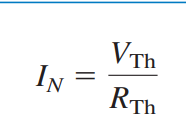 I_N = V_Th / R_Th